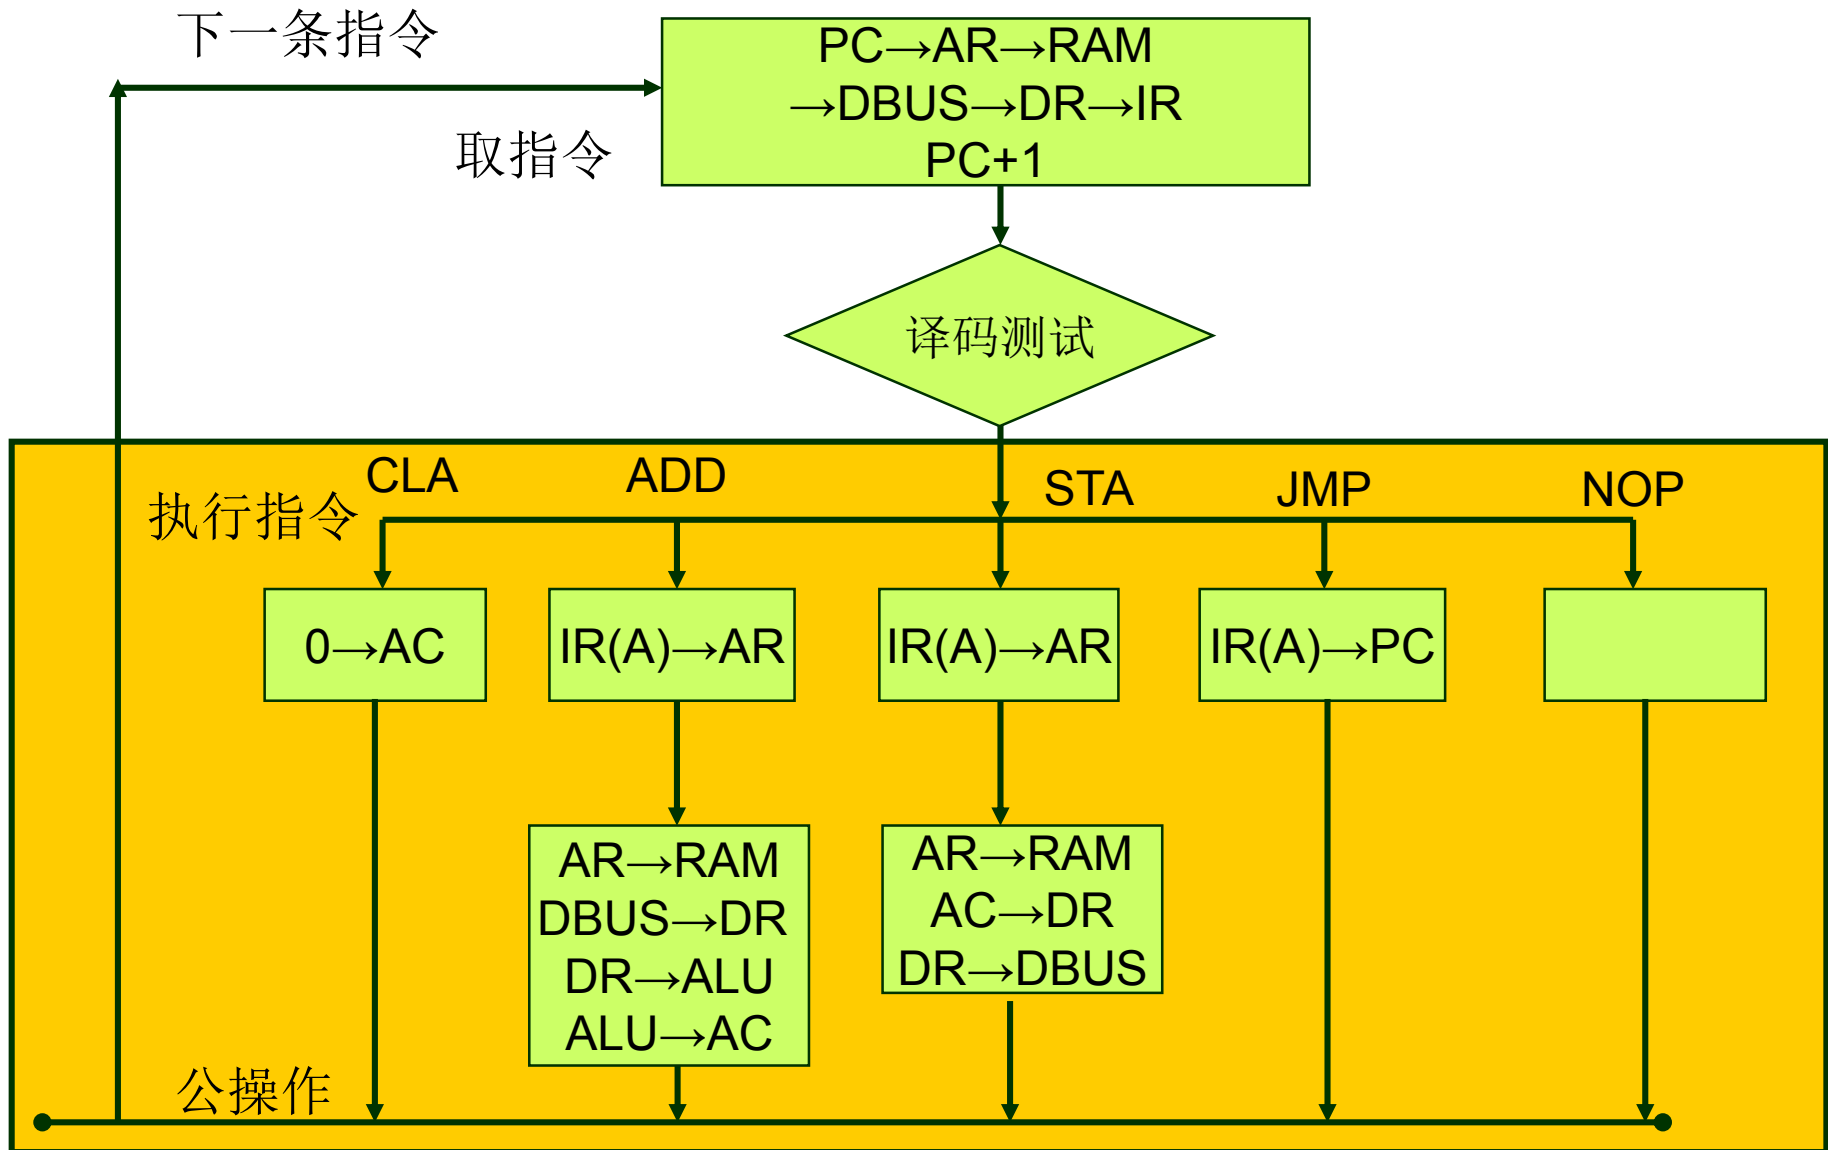 下一条指令
PC→AR→RAM
→DBUS→DR→IR
PC+1
取指令
译码测试
CLA
ADD
STA
JMP
NOP
执行指令
0→AC
IR(A)→AR
IR(A)→AR
IR(A)→PC
AR→RAM
DBUS→DR
DR→ALU
ALU→AC
AR→RAM
AC→DR
DR→DBUS
公操作